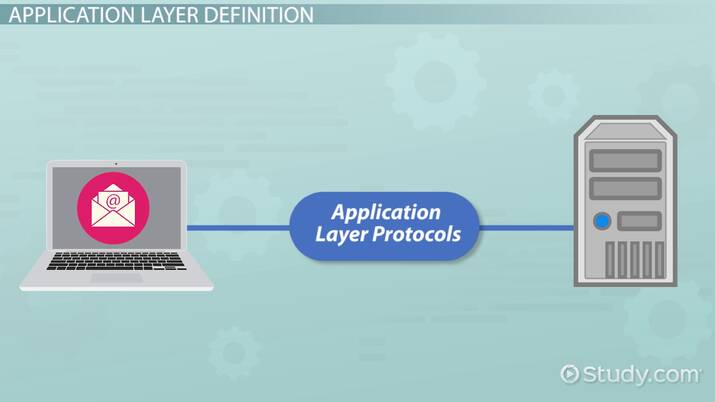 APPLICATION LAYER DEFINITION
@
Application
Layer Protocols
Study.com